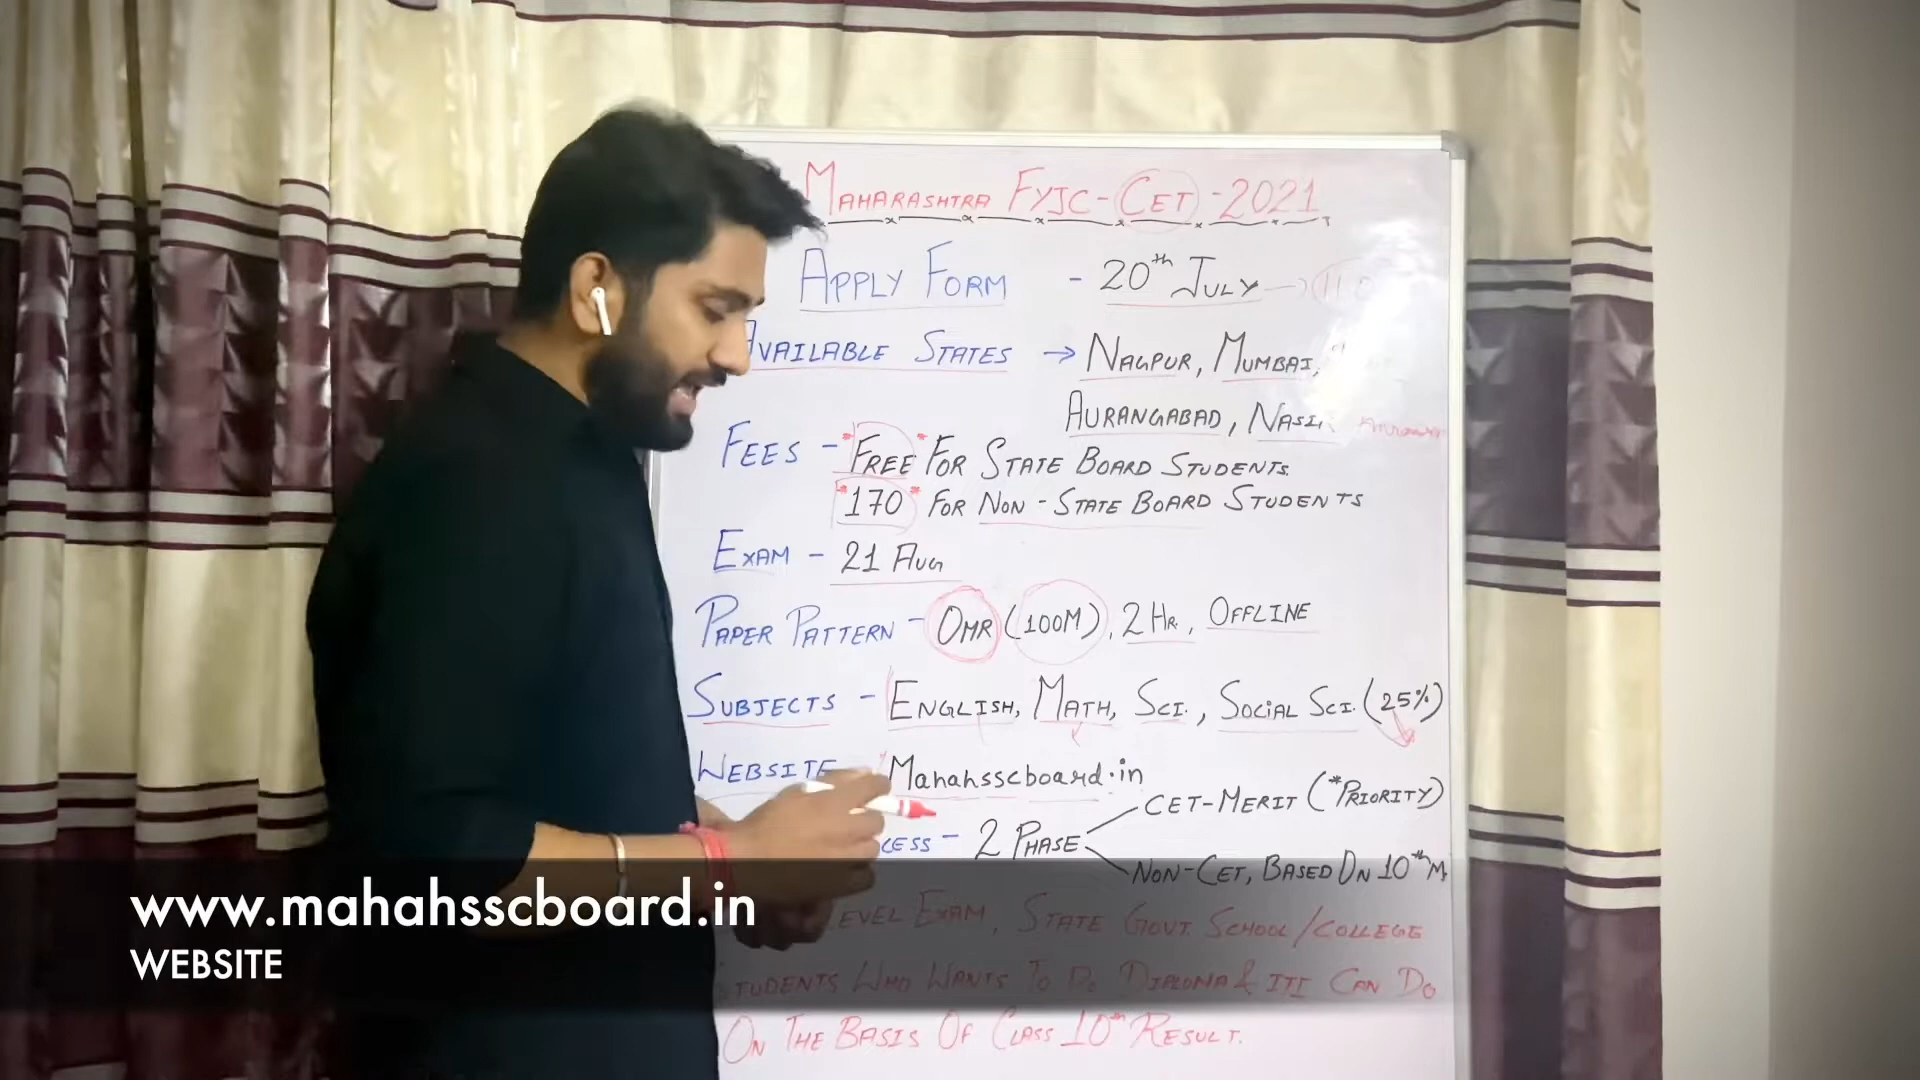 MAHARASHTRA FYJC-CET-2021
APPLY FORM - 20th JULY →
AVAILABLE STATES → NAGPUR, MUMBAI,
AURANGABAD,
FEES - *FREE* FOR STATE BOARD STUDENTS
*170* FOR NON-STATE BOARD STUDENTS
EXAM - 21 AUG
PAPER PATTERN - OMR (100M), 2 HR, OFFLINE
SUBJECTS - ENGLISH, MATH, SCI., SOCIAL SCI. (25%)
WEBSITE Mahahsscboard.in
CESS - 2 PHASE
CET-MERIT (*PRIORITY)
NON-CET, BASED ON 10th M
LEVEL EXAM, STATE GOVT. SCHOOL/COLLEGE
STUDENTS WHO WANTS TO DO DIPLOMA & ITI CAN DO
ON THE BASIS OF CLASS 10th RESULT.
www.mahahsscboard.in
WEBSITE